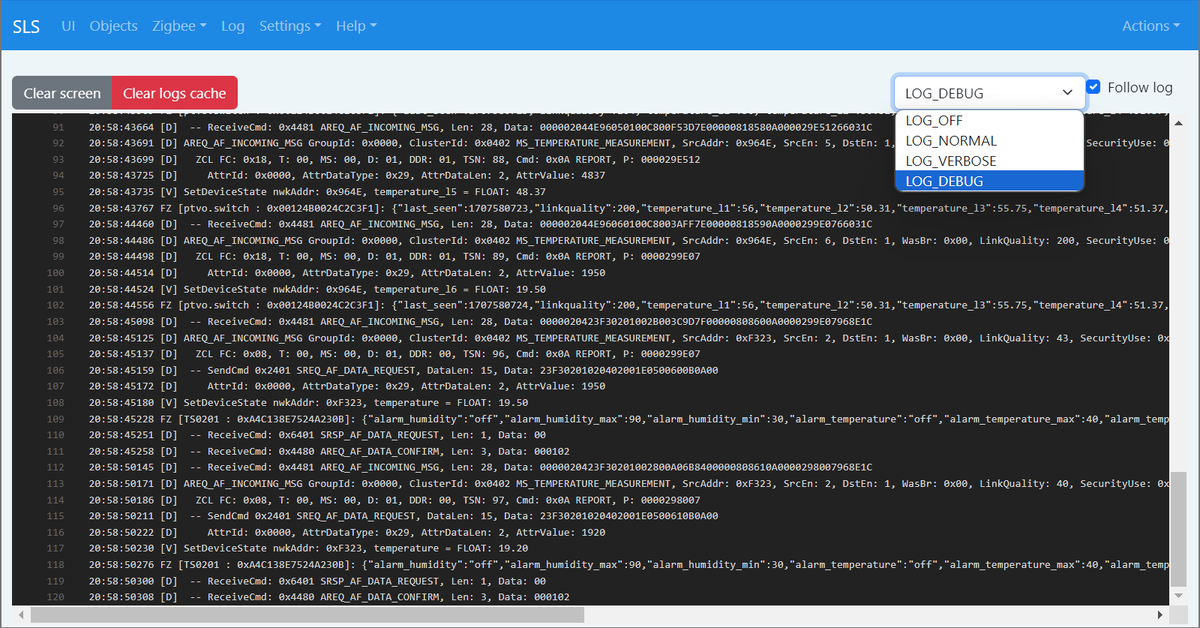 SLS UI Objects Zigbee Log Settings Help Actions
Clear screen Clear logs cache LOG_DEBUG Follow log
LOG_OFF
LOG_NORMAL
LOG_VERBOSE
LOG_DEBUG
91 20:58:43664 [D] -- ReceiveCmd: 0x4481 AREQ_AF_INCOMING_MSG, Len: 28, Data: 000002044E96050100C800F53D7E00000818580A000029E51266031C
92 20:58:43691 [D] AREQ_AF_INCOMING_MSG GroupId: 0x0000, ClusterId: 0x0402 MS_TEMPERATURE_MEASUREMENT, SrcAddr: 0x964E, SrcEn: 5, DstEn: 1, SecurityUse: 0
93 20:58:43699 [D] ZCL FC: 0x18, T: 00, MS: 00, D: 01, DDR: 01, TSN: 88, Cmd: 0x0A REPORT, P: 000029E512
94 20:58:43725 [D] AttrId: 0x0000, AttrDataType: 0x29, AttrDataLen: 2, AttrValue: 4837
95 20:58:43735 [V] SetDeviceState nwkAddr: 0x964E, temperature_l5 = FLOAT: 48.37
96 20:58:43767 FZ [ptvo.switch : 0x00124B0024C2C3F1]: {"last_seen":1707580723,"linkquality":200,"temperature_l1":56,"temperature_l2":50.31,"temperature_l3":55.75,"temperature_l4":51.37,
97 20:58:44460 [D] -- ReceiveCmd: 0x4481 AREQ_AF_INCOMING_MSG, Len: 28, Data: 000002044E96060100C8003AFF7E00000818590A0000299E0766031C
98 20:58:44486 [D] AREQ_AF_INCOMING_MSG GroupId: 0x0000, ClusterId: 0x0402 MS_TEMPERATURE_MEASUREMENT, SrcAddr: 0x964E, SrcEn: 6, DstEn: 1, WasBr: 0x00, LinkQuality: 200, SecurityUse: 0
99 20:58:44498 [D] ZCL FC: 0x18, T: 00, MS: 00, D: 01, DDR: 01, TSN: 89, Cmd: 0x0A REPORT, P: 0000299E07
100 20:58:44514 [D] AttrId: 0x0000, AttrDataType: 0x29, AttrDataLen: 2, AttrValue: 1950
101 20:58:44524 [V] SetDeviceState nwkAddr: 0x964E, temperature_l6 = FLOAT: 19.50
102 20:58:44556 FZ [ptvo.switch : 0x00124B0024C2C3F1]: {"last_seen":1707580724,"linkquality":200,"temperature_l1":56,"temperature_l2":50.31,"temperature_l3":55.75,"temperature_l4":51.37,
103 20:58:45098 [D] -- ReceiveCmd: 0x4481 AREQ_AF_INCOMING_MSG, Len: 28, Data: 0000020423F30201002B003C9D7F00000808600A0000299E07968E1C
104 20:58:45125 [D] AREQ_AF_INCOMING_MSG GroupId: 0x0000, ClusterId: 0x0402 MS_TEMPERATURE_MEASUREMENT, SrcAddr: 0xF323, SrcEn: 2, DstEn: 1, WasBr: 0x00, LinkQuality: 43, SecurityUse: 0x
105 20:58:45137 [D] ZCL FC: 0x08, T: 00, MS: 00, D: 01, DDR: 00, TSN: 96, Cmd: 0x0A REPORT, P: 0000299E07
106 20:58:45159 [D] -- SendCmd 0x2401 SREQ_AF_DATA_REQUEST, DataLen: 15, Data: 23F30201020402001E0500600B0A00
107 20:58:45172 [D] AttrId: 0x0000, AttrDataType: 0x29, AttrDataLen: 2, AttrValue: 1950
108 20:58:45180 [V] SetDeviceState nwkAddr: 0xF323, temperature = FLOAT: 19.50
109 20:58:45228 FZ [TS0201 : 0xA4C138E7524A230B]: {"alarm_humidity":"off","alarm_humidity_max":90,"alarm_humidity_min":30,"alarm_temperature":"off","alarm_temperature_max":40,"alarm_temp
110 20:58:45251 [D] -- ReceiveCmd: 0x6401 SRSP_AF_DATA_REQUEST, Len: 1, Data: 00
111 20:58:45258 [D] -- ReceiveCmd: 0x4480 AREQ_AF_DATA_CONFIRM, Len: 3, Data: 000102
112 20:58:50145 [D] -- ReceiveCmd: 0x4481 AREQ_AF_INCOMING_MSG, Len: 28, Data: 0000020423F30201002800A06B8400000808610A0000298007968E1C
113 20:58:50171 [D] AREQ_AF_INCOMING_MSG GroupId: 0x0000, ClusterId: 0x0402 MS_TEMPERATURE_MEASUREMENT, SrcAddr: 0xF323, SrcEn: 2, DstEn: 1, WasBr: 0x00, LinkQuality: 40, SecurityUse: 0x
114 20:58:50186 [D] ZCL FC: 0x08, T: 00, MS: 00, D: 01, DDR: 00, TSN: 97, Cmd: 0x0A REPORT, P: 0000298007
115 20:58:50211 [D] -- SendCmd 0x2401 SREQ_AF_DATA_REQUEST, DataLen: 15, Data: 23F30201020402001E0500610B0A00
116 20:58:50222 [D] AttrId: 0x0000, AttrDataType: 0x29, AttrDataLen: 2, AttrValue: 1920
117 20:58:50230 [V] SetDeviceState nwkAddr: 0xF323, temperature = FLOAT: 19.20
118 20:58:50276 FZ [TS0201 : 0xA4C138E7524A230B]: {"alarm_humidity":"off","alarm_humidity_max":90,"alarm_humidity_min":30,"alarm_temperature":"off","alarm_temperature_max":40,"alarm_temp
119 20:58:50300 [D] -- ReceiveCmd: 0x6401 SRSP_AF_DATA_REQUEST, Len: 1, Data: 00
120 20:58:50308 [D] -- ReceiveCmd: 0x4480 AREQ_AF_DATA_CONFIRM, Len: 3, Data: 000102